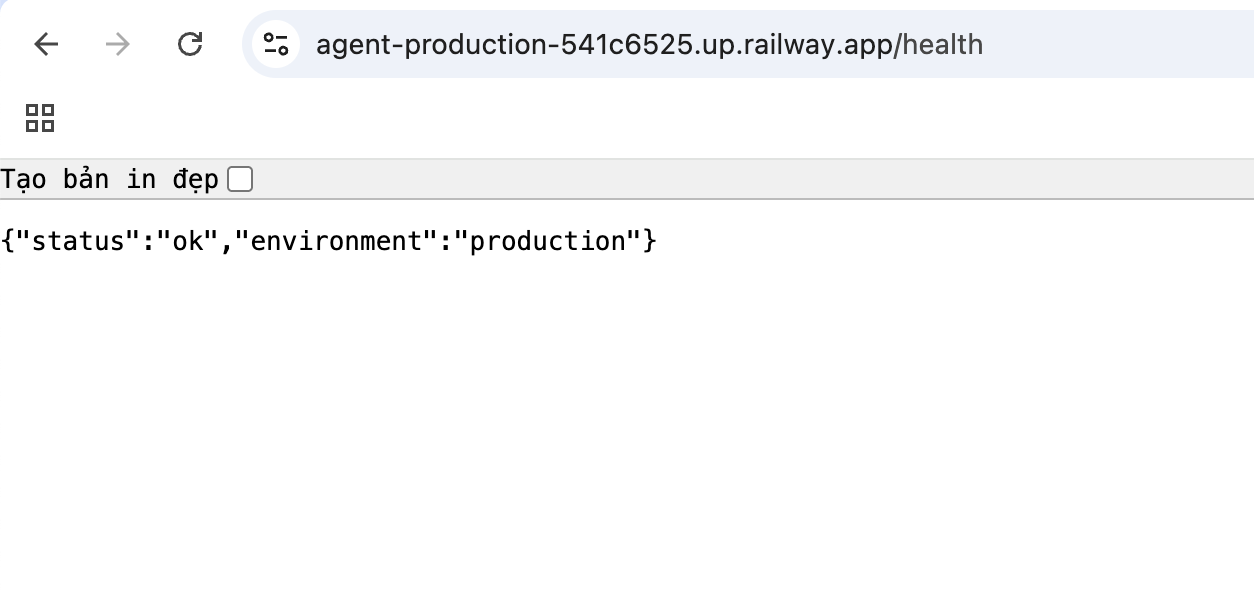 agent-production-541c6525.up.railway.app/health
Tạo bản in đẹp
{"status":"ok","environment":"production"}